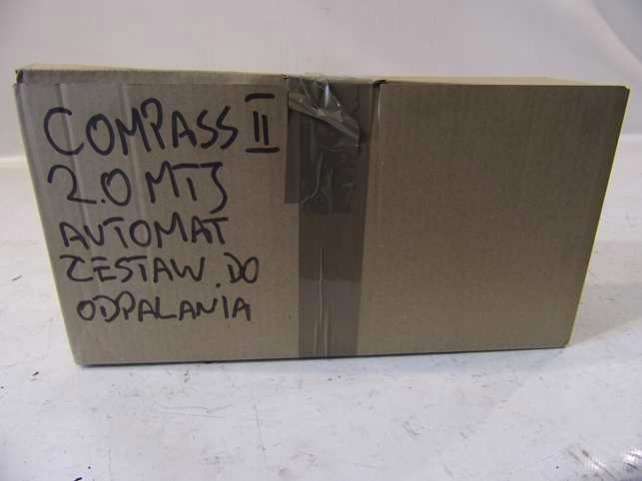 COMPASS II
2.0 MTJ
AUTOMAT
ZESTAW. DO
ODPALANIA